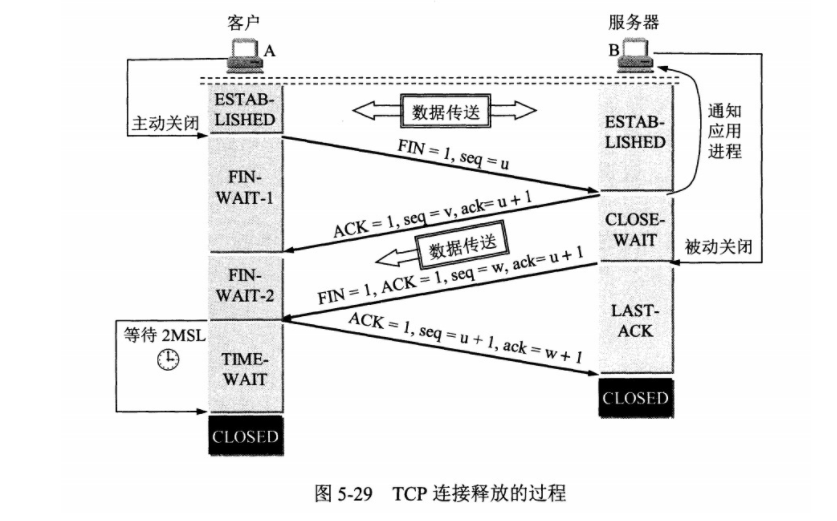 客户
服务器
A
B
ESTAB-
LISHED
数据传送
通知
应用
进程
主动关闭
ESTAB-
LISHED
FIN = 1, seq = u
FIN-
WAIT-1
ACK = 1, seq = v, ack= u + 1
CLOSE-
WAIT
被动关闭
数据传送
FIN-
WAIT-2
FIN = 1, ACK = 1, seq = w, ack= u + 1
LAST-
ACK
等待 2MSL
ACK = 1, seq = u + 1, ack = w + 1
TIME-
WAIT
CLOSED
CLOSED
图 5-29 TCP 连接释放的过程